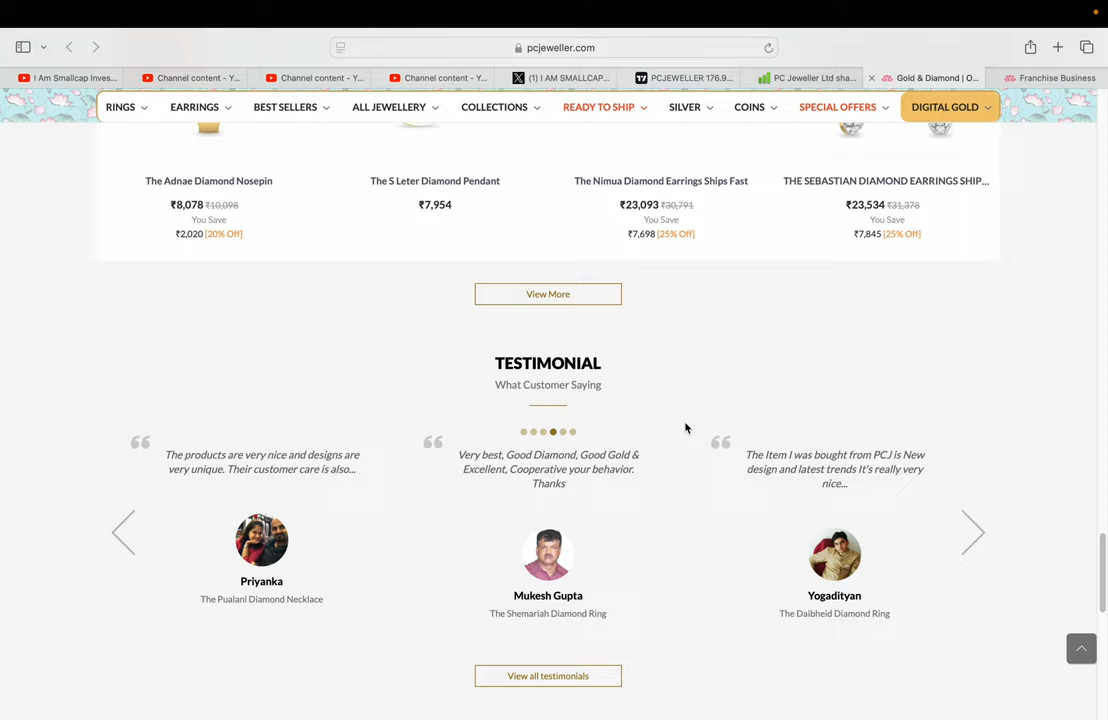 pcjeweller.com
I Am Smallcap Inves...
Channel content - Y...
Channel content - Y...
Channel content - Y...
(1) I AM SMALLCAP...
PCJEWELLER 176.9...
PC Jeweller Ltd sha...
Gold & Diamond | O...
Franchise Business
RINGS EARRINGS BEST SELLERS ALL JEWELLERY COLLECTIONS READY TO SHIP SILVER COINS SPECIAL OFFERS DIGITAL GOLD
The Adnae Diamond Nosepin
₹8,078 ₹10,098
You Save
₹2,020 [20% Off]
The S Leter Diamond Pendant
₹7,954
The Nimua Diamond Earrings Ships Fast
₹23,093 ₹30,791
You Save
₹7,698 [25% Off]
THE SEBASTIAN DIAMOND EARRINGS SHIP...
₹23,534 ₹31,378
You Save
₹7,845 [25% Off]
View More
TESTIMONIAL
What Customer Saying
The products are very nice and designs are
very unique. Their customer care is also...
Priyanka
The Pualani Diamond Necklace
Very best, Good Diamond, Good Gold &
Excellent, Cooperative your behavior.
Thanks
Mukesh Gupta
The Shemariah Diamond Ring
The Item I was bought from PCJ is New
design and latest trends It's really very
nice...
Yogadityan
The Daibheid Diamond Ring
View all testimonials